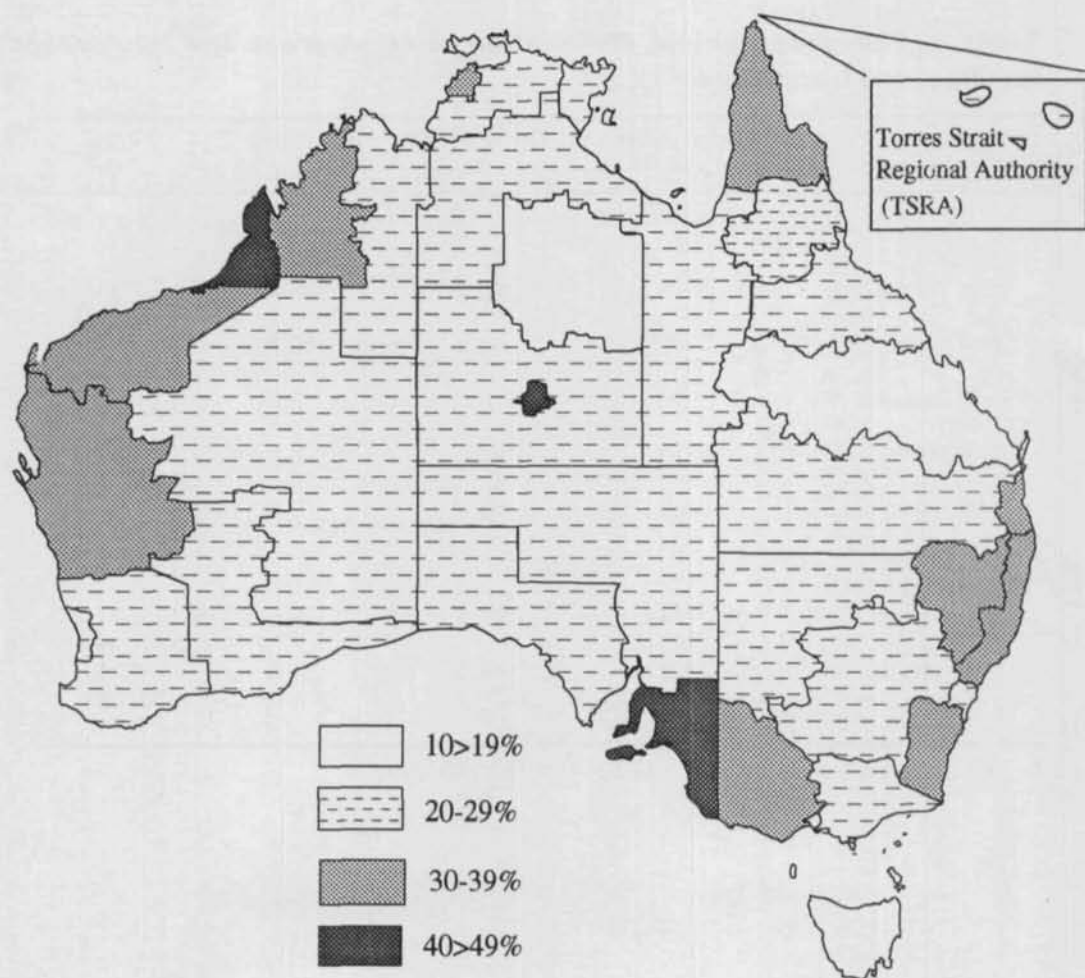 Torres Strait
Regional Authority
(TSRA)
10>19%
20-29%
30-39%
40>49%